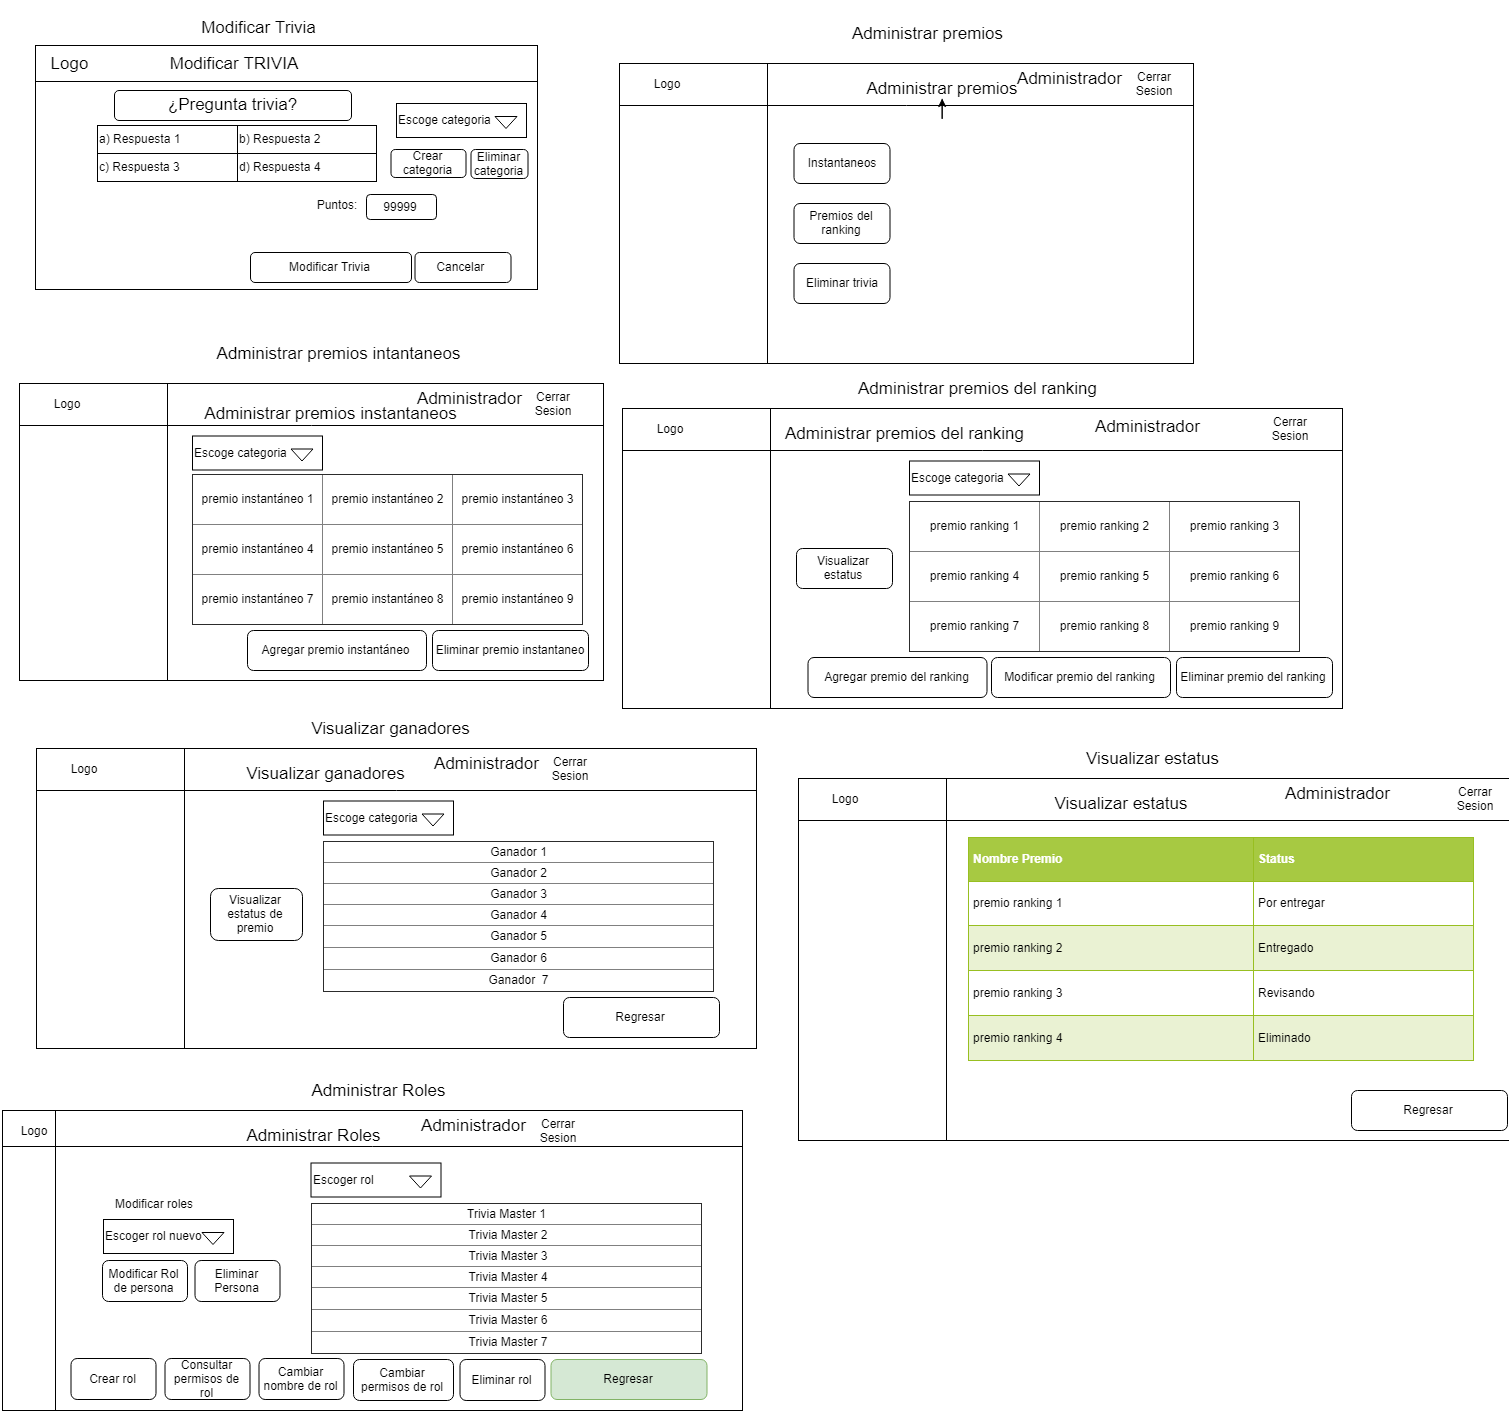 Modificar Trivia
Logo
Modificar TRIVIA
¿Pregunta trivia?
a) Respuesta 1
b) Respuesta 2
c) Respuesta 3
d) Respuesta 4
Escoge categoria
Crear
categoria
Eliminar
categoria
Puntos:
99999
Modificar Trivia
Cancelar
Administrar premios
Logo
Administrar premios
Administrador
Cerrar
Sesion
Instantaneos
Premios del
ranking
Eliminar trivia
Administrar premios intantaneos
Logo
Administrar premios instantaneos
Administrador
Cerrar
Sesion
Escoge categoria
premio instantáneo 1
premio instantáneo 2
premio instantáneo 3
premio instantáneo 4
premio instantáneo 5
premio instantáneo 6
premio instantáneo 7
premio instantáneo 8
premio instantáneo 9
Agregar premio instantáneo
Eliminar premio instantaneo
Administrar premios del ranking
Logo
Administrar premios del ranking
Administrador
Cerrar
Sesion
Escoge categoria
Visualizar
estatus
premio ranking 1
premio ranking 2
premio ranking 3
premio ranking 4
premio ranking 5
premio ranking 6
premio ranking 7
premio ranking 8
premio ranking 9
Agregar premio del ranking
Modificar premio del ranking
Eliminar premio del ranking
Visualizar ganadores
Logo
Visualizar ganadores
Administrador
Cerrar
Sesion
Escoge categoria
Visualizar
estatus de
premio
Ganador 1
Ganador 2
Ganador 3
Ganador 4
Ganador 5
Ganador 6
Ganador 7
Regresar
Visualizar estatus
Logo
Visualizar estatus
Administrador
Cerrar
Sesion
Nombre Premio
Status
premio ranking 1
Por entregar
premio ranking 2
Entregado
premio ranking 3
Revisando
premio ranking 4
Eliminado
Regresar
Administrar Roles
Logo
Administrar Roles
Administrador
Cerrar
Sesion
Escoger rol
Modificar roles
Escoger rol nuevo
Modificar Rol
de persona
Eliminar
Persona
Trivia Master 1
Trivia Master 2
Trivia Master 3
Trivia Master 4
Trivia Master 5
Trivia Master 6
Trivia Master 7
Crear rol
Consultar
permisos de
rol
Cambiar
nombre de rol
Cambiar
permisos de rol
Eliminar rol
Regresar